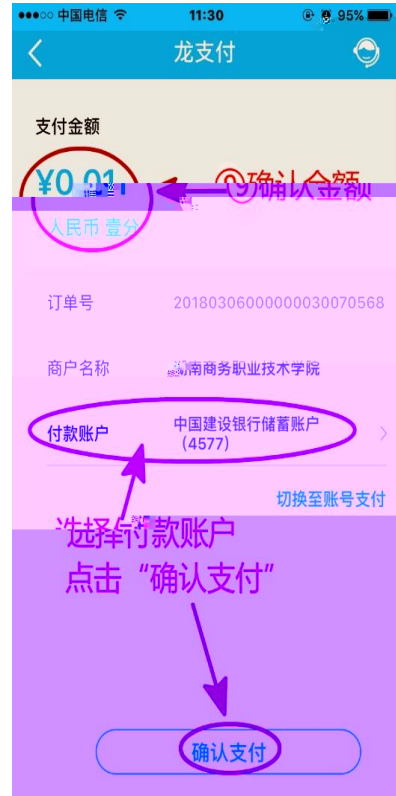 中国电信 11:30 95%
龙支付
支付金额
¥0.01 ⑨确认金额
人民币 壹分
订单号 20180306000000030070568
商户名称 湖南商务职业技术学院
付款账户 中国建设银行储蓄账户
(4577)
切换至账号支付
选择付款账户
点击“确认支付”
确认支付